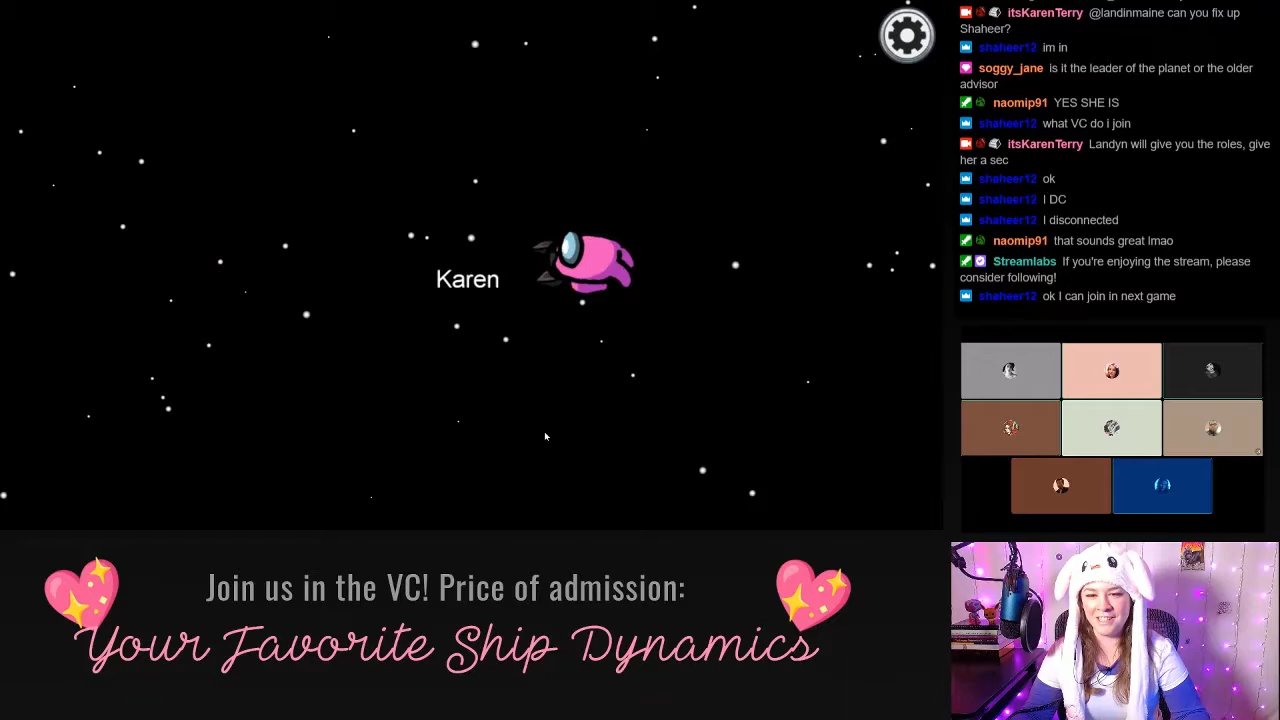 Karen
Join us in the VC! Price of admission:
Your Favorite Ship Dynamics
itsKarenTerry @landinmaine can you fix up
Shaheer?
shaheer12 im in
soggy_jane is it the leader of the planet or the older
advisor
naomip91 YES SHE IS
shaheer12 what VC do i join
itsKarenTerry Landyn will give you the roles, give
her a sec
shaheer12 ok
shaheer12 I DC
shaheer12 I disconnected
naomip91 that sounds great lmao
Streamlabs If you're enjoying the stream, please
consider following!
shaheer12 ok I can join in next game